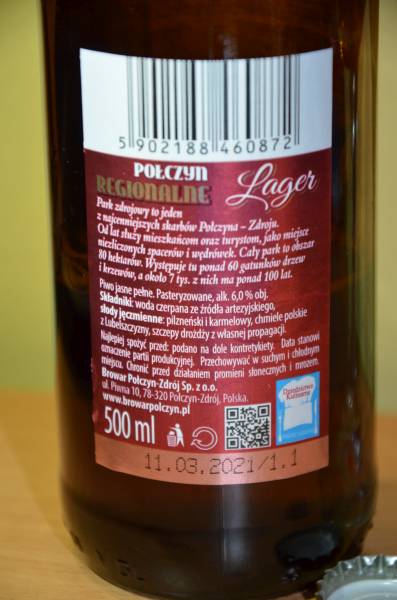 5 902188 460872
POŁCZYN
REGIONALNE
Lager
Park zdrojowy to jeden
z najcenniejszych skarbów Połczyna – Zdroju.
Od lat służy mieszkańcom oraz turystom, jako miejsce
niezliczonych spacerów i wędrówek. Cały park to obszar
80 hektarów. Występuje tu ponad 60 gatunków drzew
i krzewów, a około 7 tys. z nich ma ponad 100 lat.
Piwo jasne pełne. Pasteryzowane, alk. 6,0 % obj.
Składniki: woda czerpana ze źródła artezyjskiego,
słody jęczmienne: pilzneński i karmelowy, chmiele polskie
z Lubelszczyzny, szczepy drożdży z własnej propagacji.
Najlepiej spożyć przed: podano na dole kontretykiety. Data stanowi
oznaczenie partii produkcyjnej. Przechowywać w suchym i chłodnym
miejscu. Chronić przed działaniem promieni słonecznych i mrozem.
Browar Połczyn-Zdrój Sp. z o.o.
ul. Piwna 10, 78-320 Połczyn-Zdrój, Polska.
www.browarpolczyn.pl
500 ml
Dziedzictwo
Kulinarne
11.03.2021/1.1